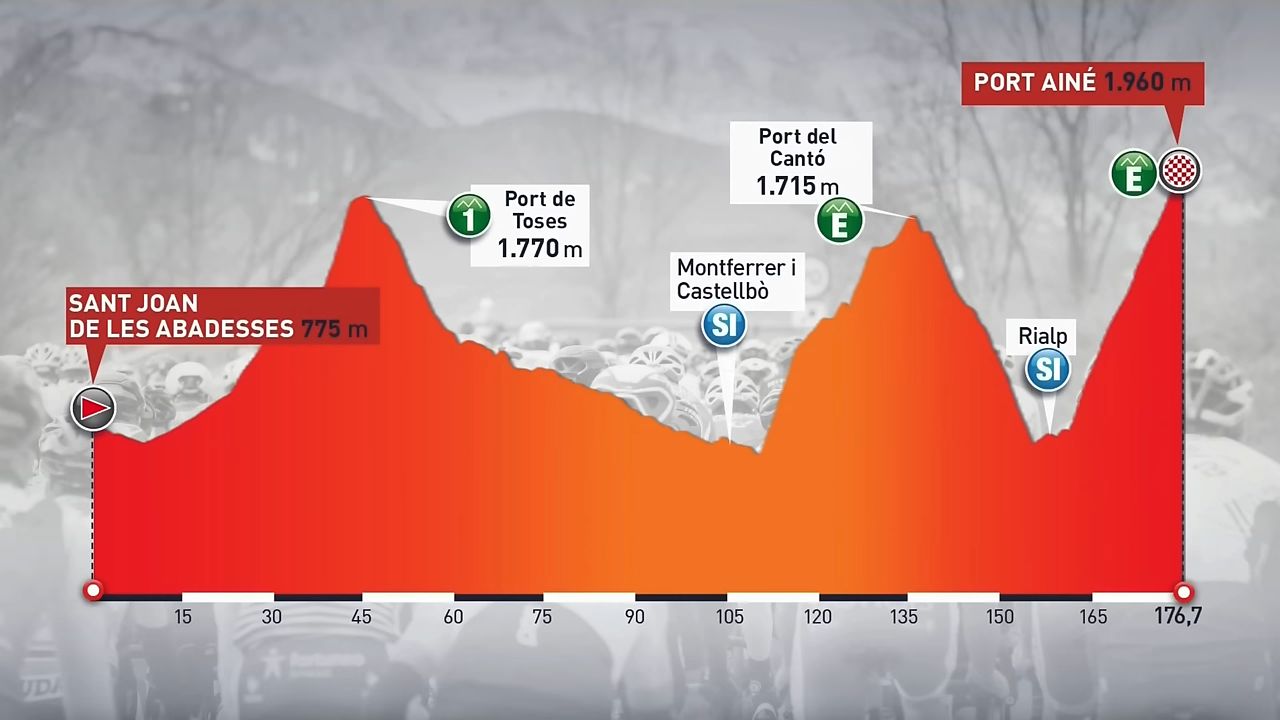 PORT AINÉ 1.960 m
E
Port del
Cantó
1.715 m
E
Port de
Toses
1.770 m
1
Montferrer i
Castellbò
SI
SANT JOAN
DE LES ABADESSES 775 m
Rialp
SI
15 30 45 60 75 90 105 120 135 150 165 176,7